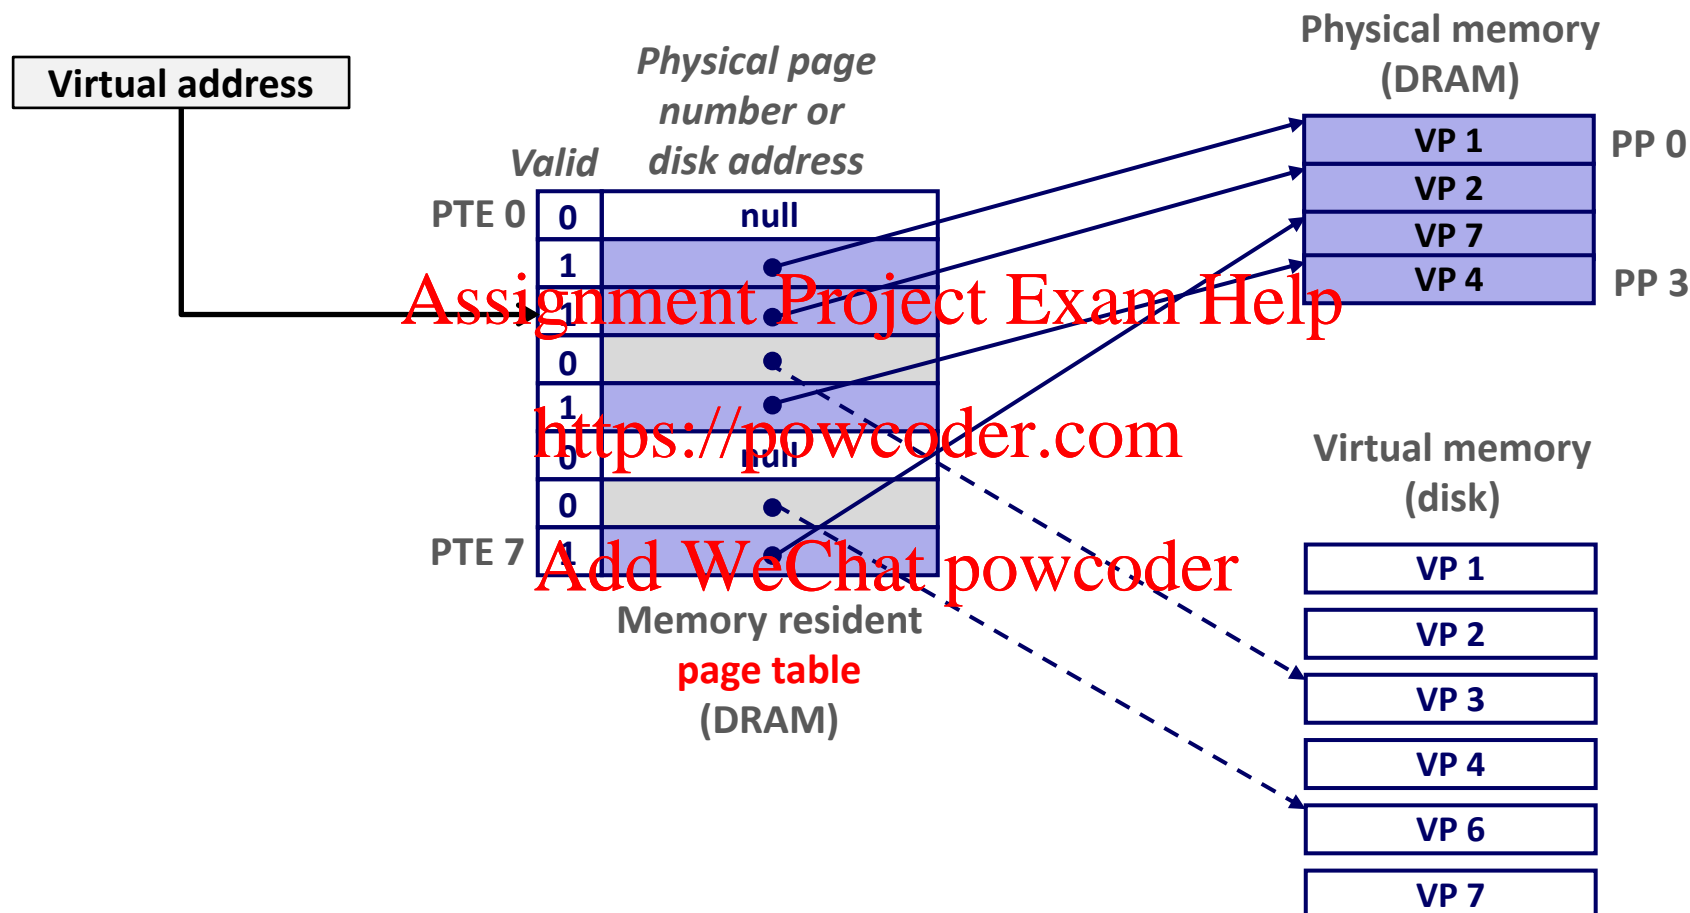 Virtual address
Physical page
number or
disk address
Valid
PTE 0
0
null
1
1
0
1
0
null
0
PTE 7
1
Memory resident
page table
(DRAM)
Physical memory
(DRAM)
VP 1
PP 0
VP 2
VP 7
VP 4
PP 3
Virtual memory
(disk)
VP 1
VP 2
VP 3
VP 4
VP 6
VP 7
Assignment Project Exam Help
https://powcoder.com
Add WeChat powcoder